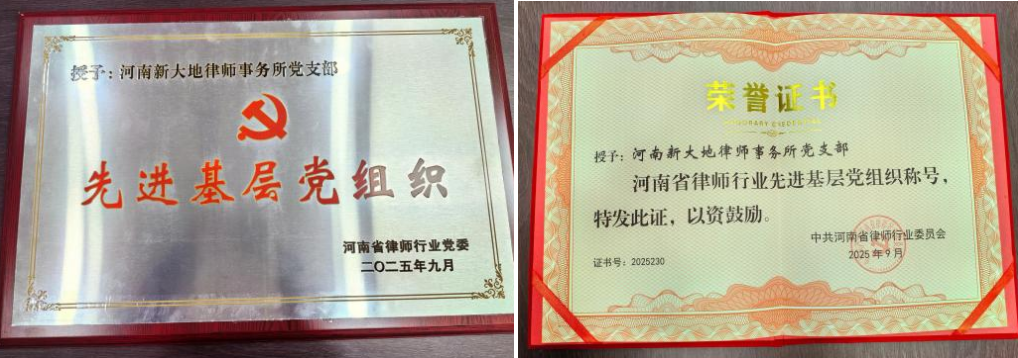 授予：河南新大地律师事务所党支部
先进基层党组织
河南省律师行业党委
二〇二五年九月
荣誉证书
授予：河南新大地律师事务所党支部
河南省律师行业先进基层党组织称号，
特发此证，以资鼓励。
中共河南省律师行业委员会
2025年9月
证书号：2025230